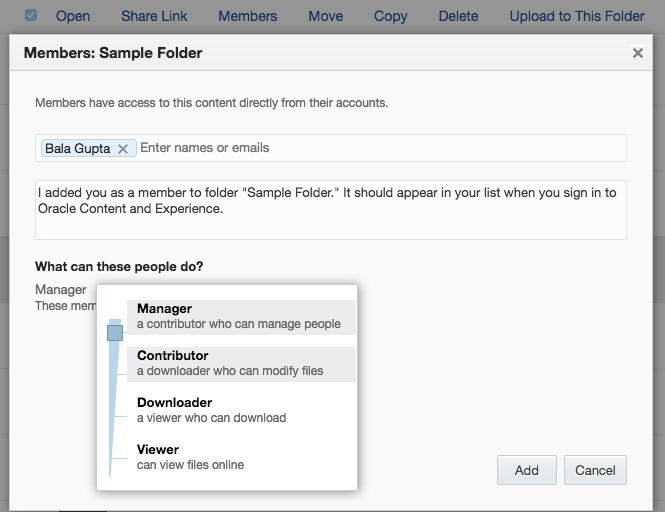 Open Share Link Members Move Copy Delete Upload to This Folder
Members: Sample Folder
Members have access to this content directly from their accounts.
Bala Gupta Enter names or emails
I added you as a member to folder "Sample Folder." It should appear in your list when you sign in to
Oracle Content and Experience.
What can these people do?
Manager
These mem
Manager
a contributor who can manage people
Contributor
a downloader who can modify files
Downloader
a viewer who can download
Viewer
can view files online
Add Cancel